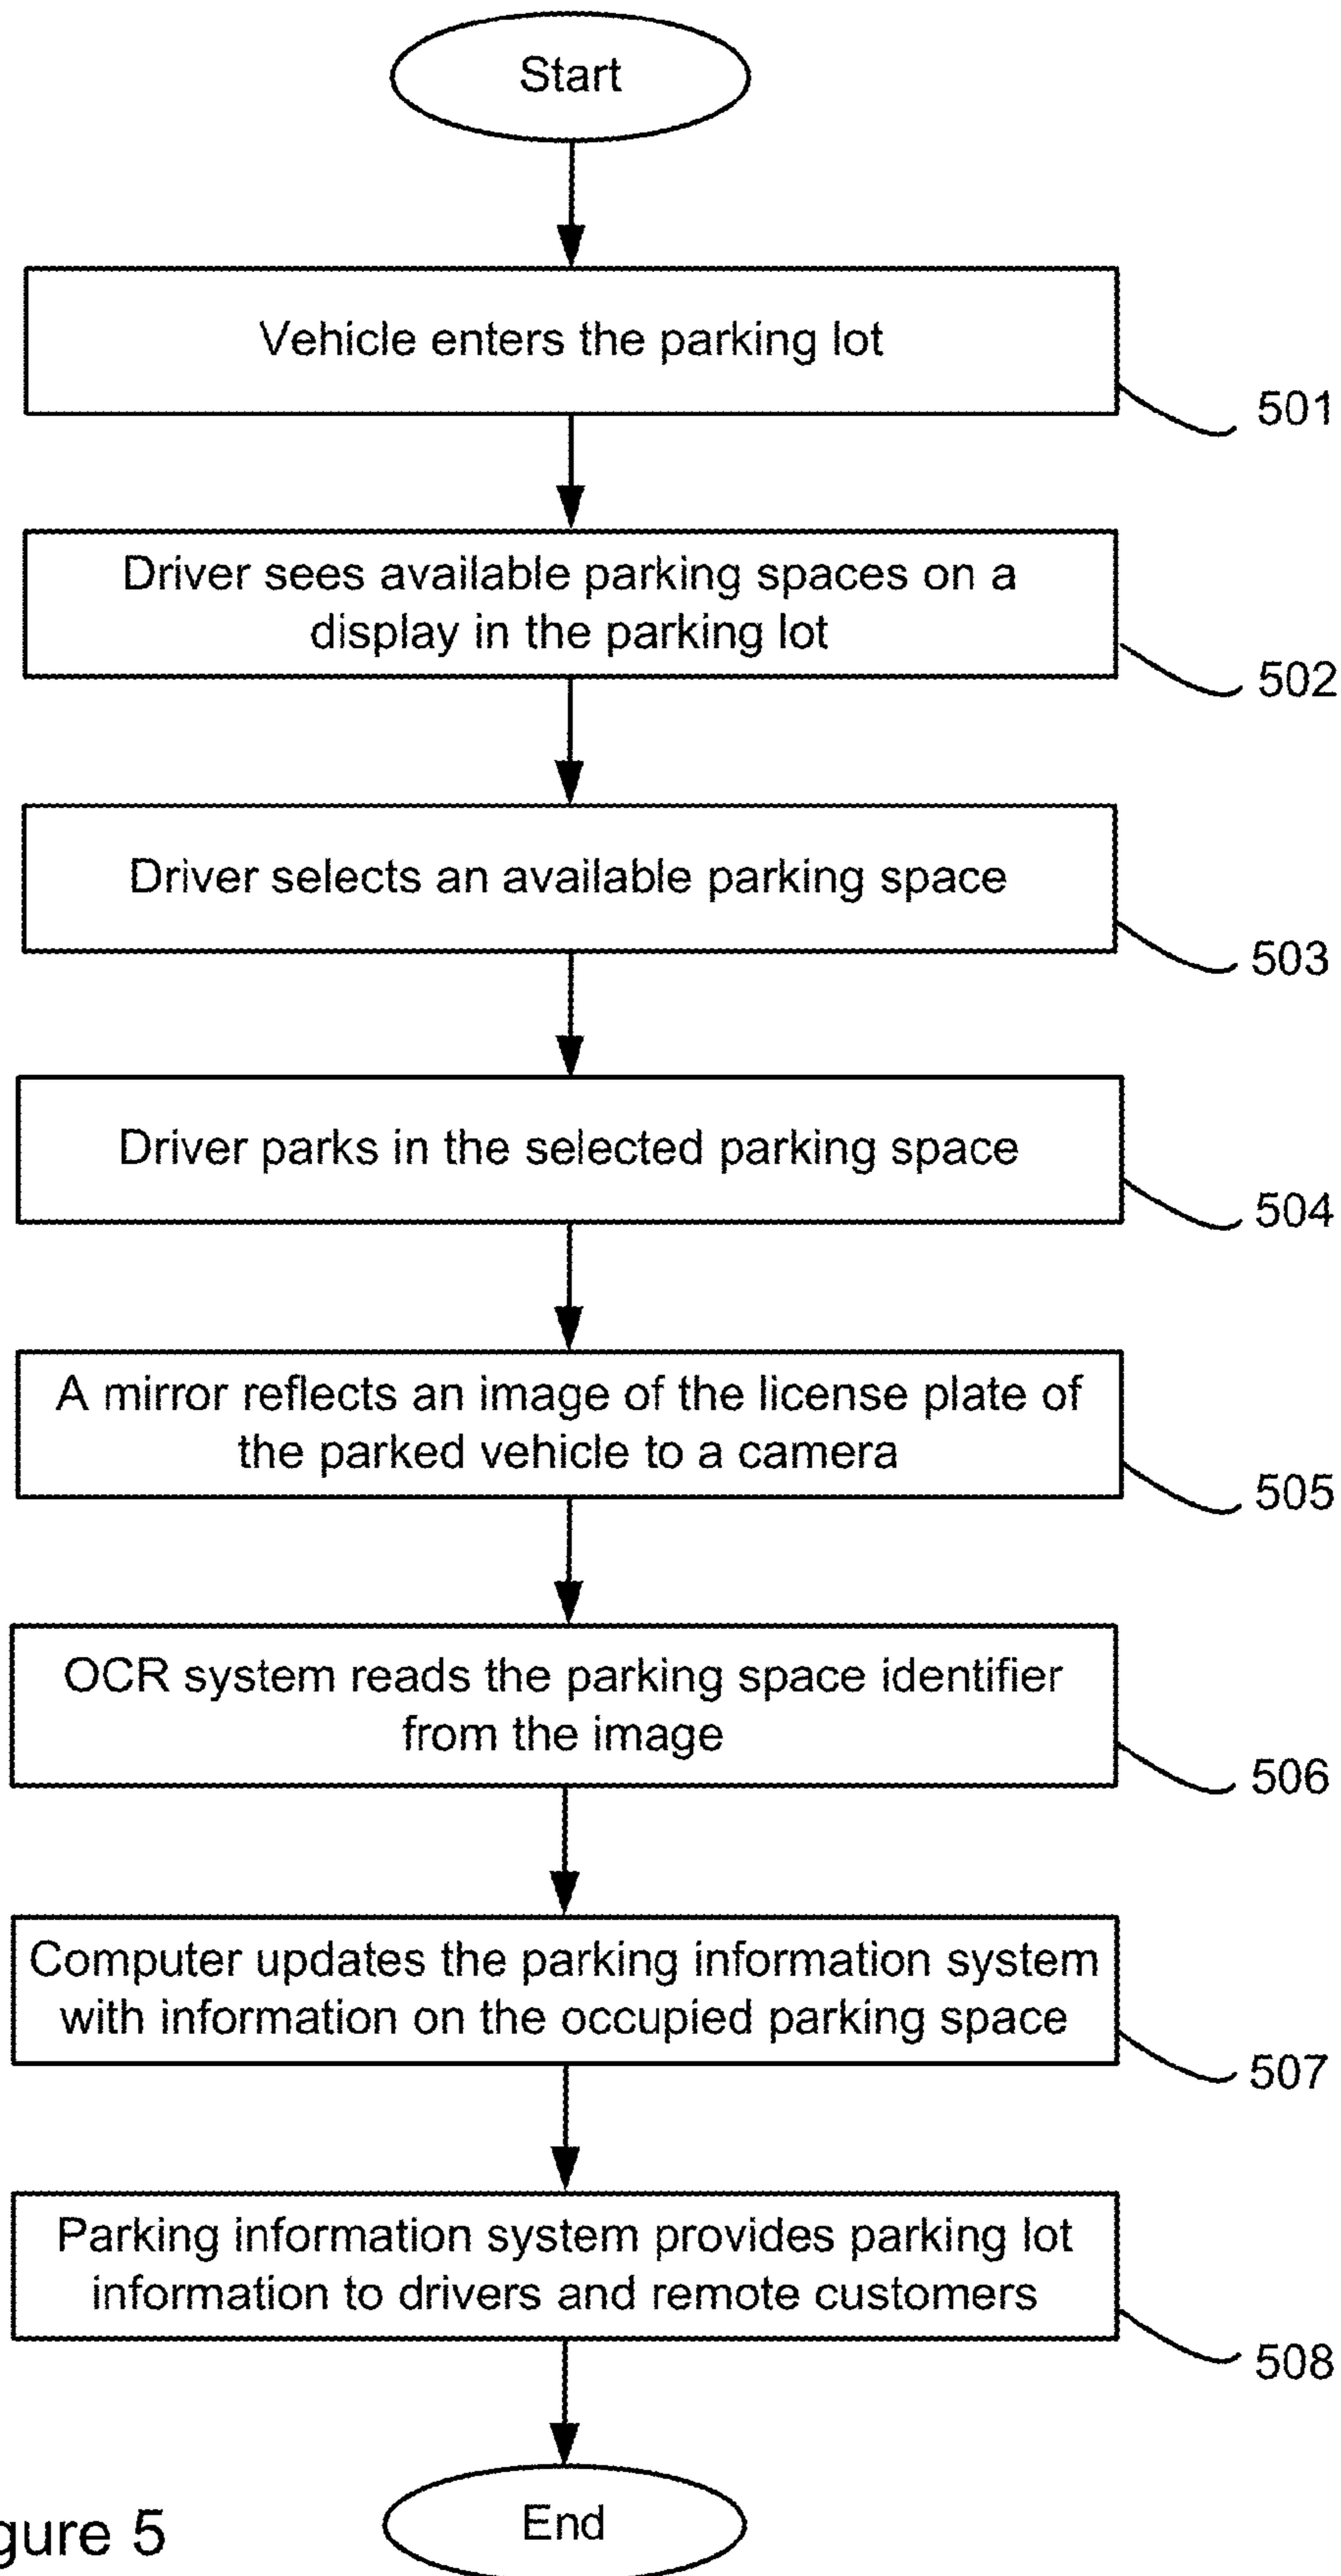 Start
Vehicle enters the parking lot
501
Driver sees available parking spaces on a
display in the parking lot
502
Driver selects an available parking space
503
Driver parks in the selected parking space
504
A mirror reflects an image of the license plate of
the parked vehicle to a camera
505
OCR system reads the parking space identifier
from the image
506
Computer updates the parking information system
with information on the occupied parking space
507
Parking information system provides parking lot
information to drivers and remote customers
508
End
gure 5